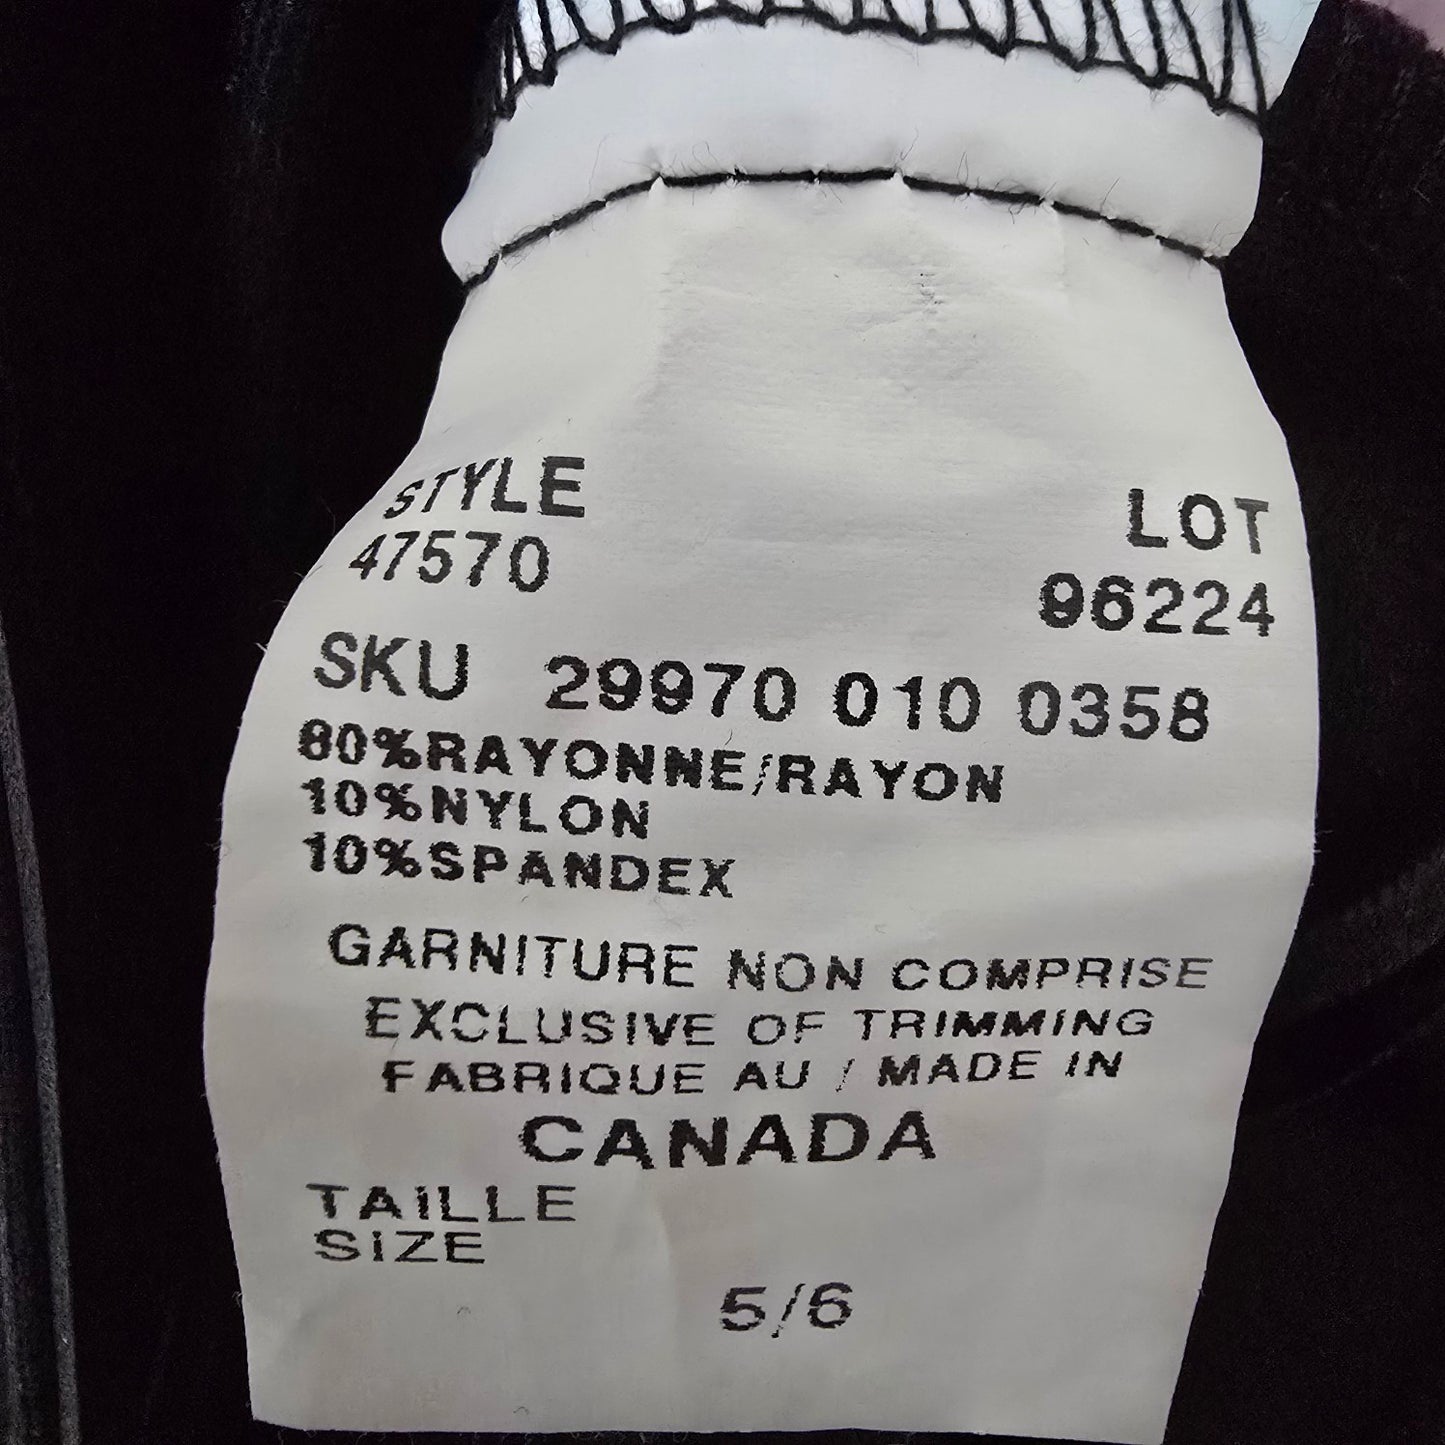 STYLE
47570
LOT
96224
SKU 29970 010 0358
80%RAYONNE/RAYON
10%NYLON
10%SPANDEX
GARNITURE NON COMPRISE
EXCLUSIVE OF TRIMMING
FABRIQUE AU / MADE IN
CANADA
TAILLE
SIZE
5/6